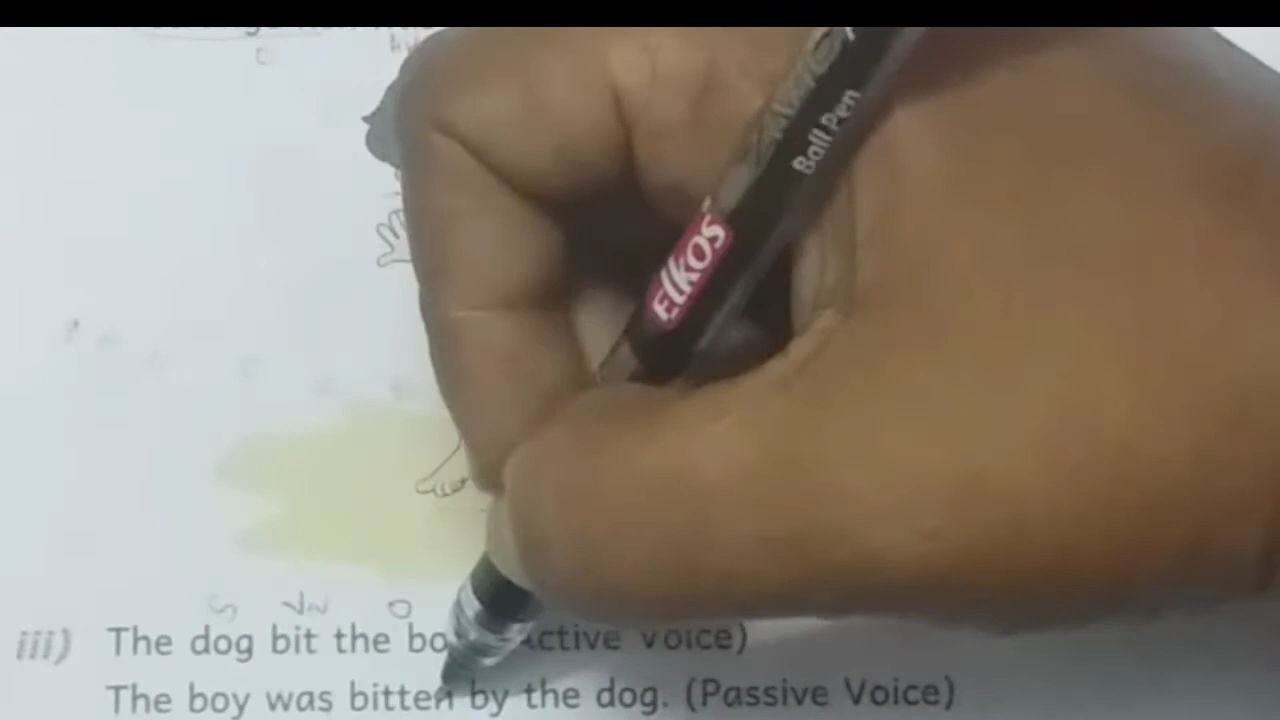 Ball Pen
Elkos
S V₂ O
iii) The dog bit the bo Active Voice)
The boy was bitten by the dog. (Passive Voice)